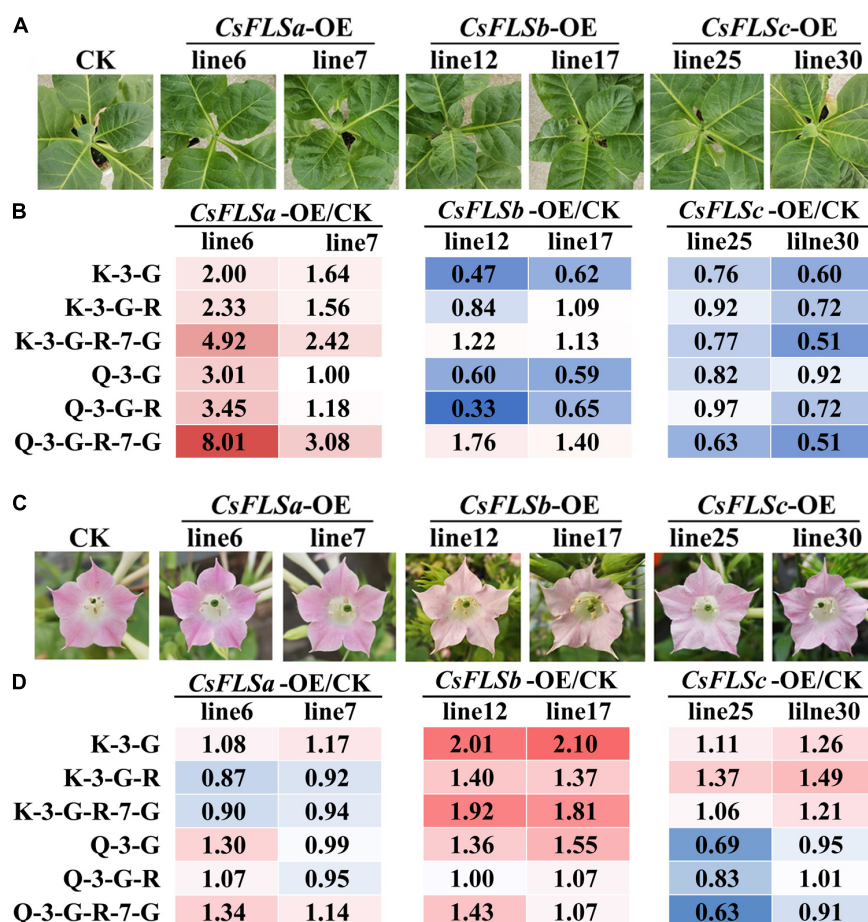 A
CsFLSa-OE CsFLSb-OE CsFLSc-OE
CK line6 line7 line12 line17 line25 line30
B
CsFLSa -OE/CK CsFLSb -OE/CK CsFLSc -OE/CK
line6 line7 line12 line17 line25 lilne30
K-3-G 2.00 1.64 0.47 0.62 0.76 0.60
K-3-G-R 2.33 1.56 0.84 1.09 0.92 0.72
K-3-G-R-7-G 4.92 2.42 1.22 1.13 0.77 0.51
Q-3-G 3.01 1.00 0.60 0.59 0.82 0.92
Q-3-G-R 3.45 1.18 0.33 0.65 0.97 0.72
Q-3-G-R-7-G 8.01 3.08 1.76 1.40 0.63 0.51
C
CsFLSa-OE CsFLSb-OE CsFLSc-OE
CK line6 line7 line12 line17 line25 line30
D
CsFLSa -OE/CK CsFLSb -OE/CK CsFLSc -OE/CK
line6 line7 line12 line17 line25 lilne30
K-3-G 1.08 1.17 2.01 2.10 1.11 1.26
K-3-G-R 0.87 0.92 1.40 1.37 1.37 1.49
K-3-G-R-7-G 0.90 0.94 1.92 1.81 1.06 1.21
Q-3-G 1.30 0.99 1.36 1.55 0.69 0.95
Q-3-G-R 1.07 0.95 1.00 1.07 0.83 1.01
Q-3-G-R-7-G 1.34 1.14 1.43 1.07 0.63 0.91